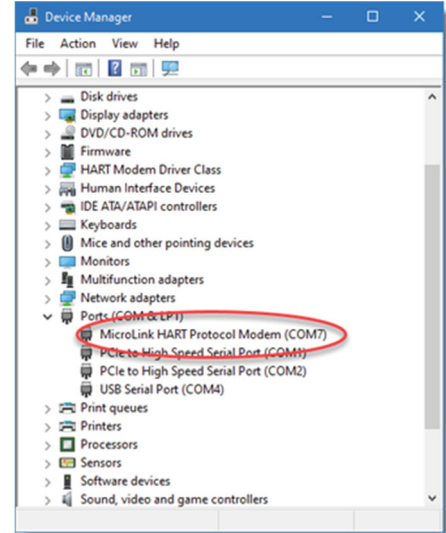 Device Manager
File Action View Help
Disk drives
Display adapters
DVD/CD-ROM drives
Firmware
HART Modem Driver Class
Human Interface Devices
IDE ATA/ATAPI controllers
Keyboards
Mice and other pointing devices
Monitors
Multifunction adapters
Network adapters
Ports (COM & LPT)
MicroLink HART Protocol Modem (COM7)
PCIe to High Speed Serial Port (COM1)
PCIe to High Speed Serial Port (COM2)
USB Serial Port (COM4)
Print queues
Printers
Processors
Sensors
Software devices
Sound, video and game controllers